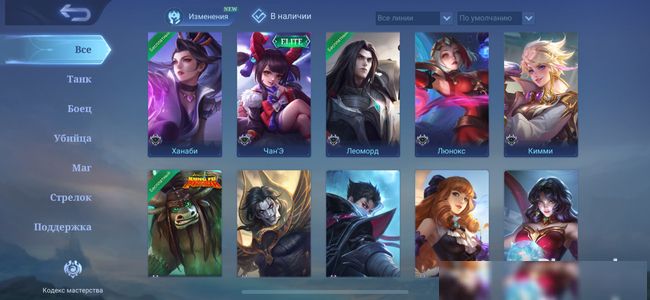 Изменения
NEW
В наличии
Все линии
По умолчанию
Все
Танк
Боец
Убийца
Маг
Стрелок
Поддержка
Кодекс мастерства
Бесплатно
ELITE
Бесплатно
Ханаби
Чан'Э
Леоморд
Люнокс
Кимми
Бесплатно
KUNG FU
PANDA